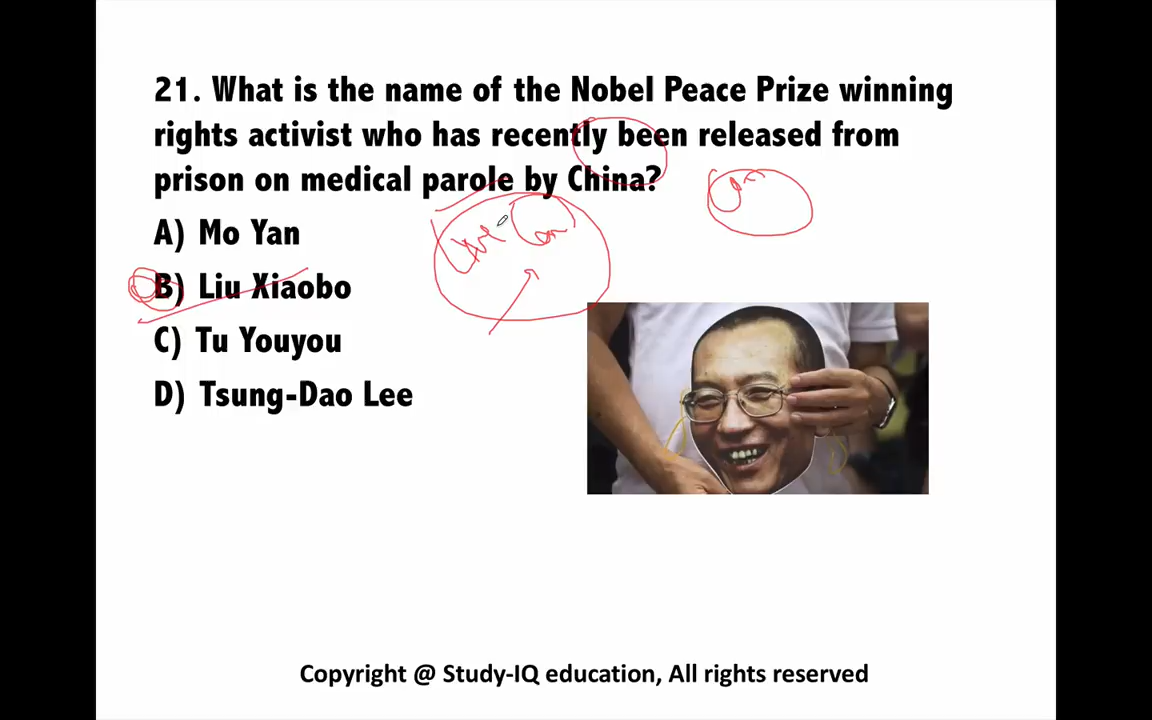 21. What is the name of the Nobel Peace Prize winning
rights activist who has recently been released from
prison on medical parole by China?
A) Mo Yan
B) Liu Xiaobo
C) Tu Youyou
D) Tsung-Dao Lee
Copyright @ Study-IQ education, All rights reserved